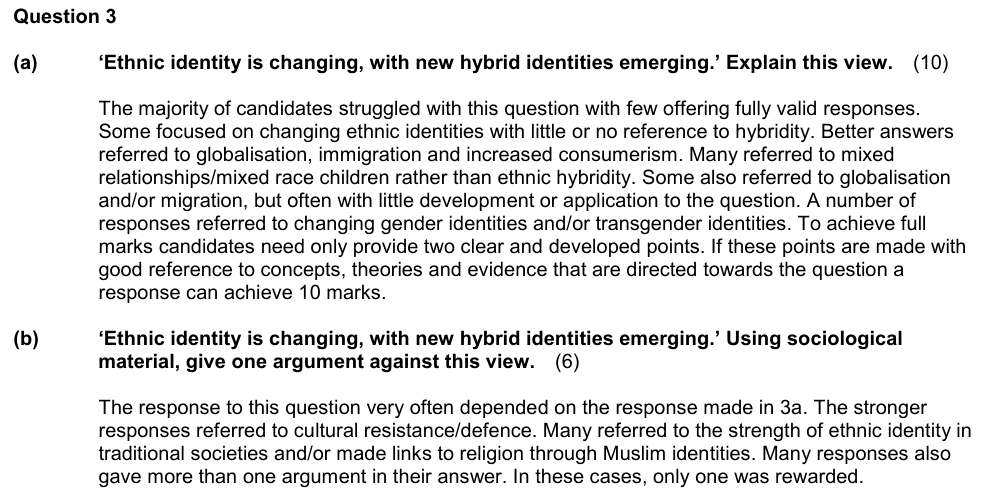 Question 3
(a) ‘Ethnic identity is changing, with new hybrid identities emerging.’ Explain this view. (10)
The majority of candidates struggled with this question with few offering fully valid responses.
Some focused on changing ethnic identities with little or no reference to hybridity. Better answers
referred to globalisation, immigration and increased consumerism. Many referred to mixed
relationships/mixed race children rather than ethnic hybridity. Some also referred to globalisation
and/or migration, but often with little development or application to the question. A number of
responses referred to changing gender identities and/or transgender identities. To achieve full
marks candidates need only provide two clear and developed points. If these points are made with
good reference to concepts, theories and evidence that are directed towards the question a
response can achieve 10 marks.
(b) ‘Ethnic identity is changing, with new hybrid identities emerging.’ Using sociological
material, give one argument against this view. (6)
The response to this question very often depended on the response made in 3a. The stronger
responses referred to cultural resistance/defence. Many referred to the strength of ethnic identity in
traditional societies and/or made links to religion through Muslim identities. Many responses also
gave more than one argument in their answer. In these cases, only one was rewarded.